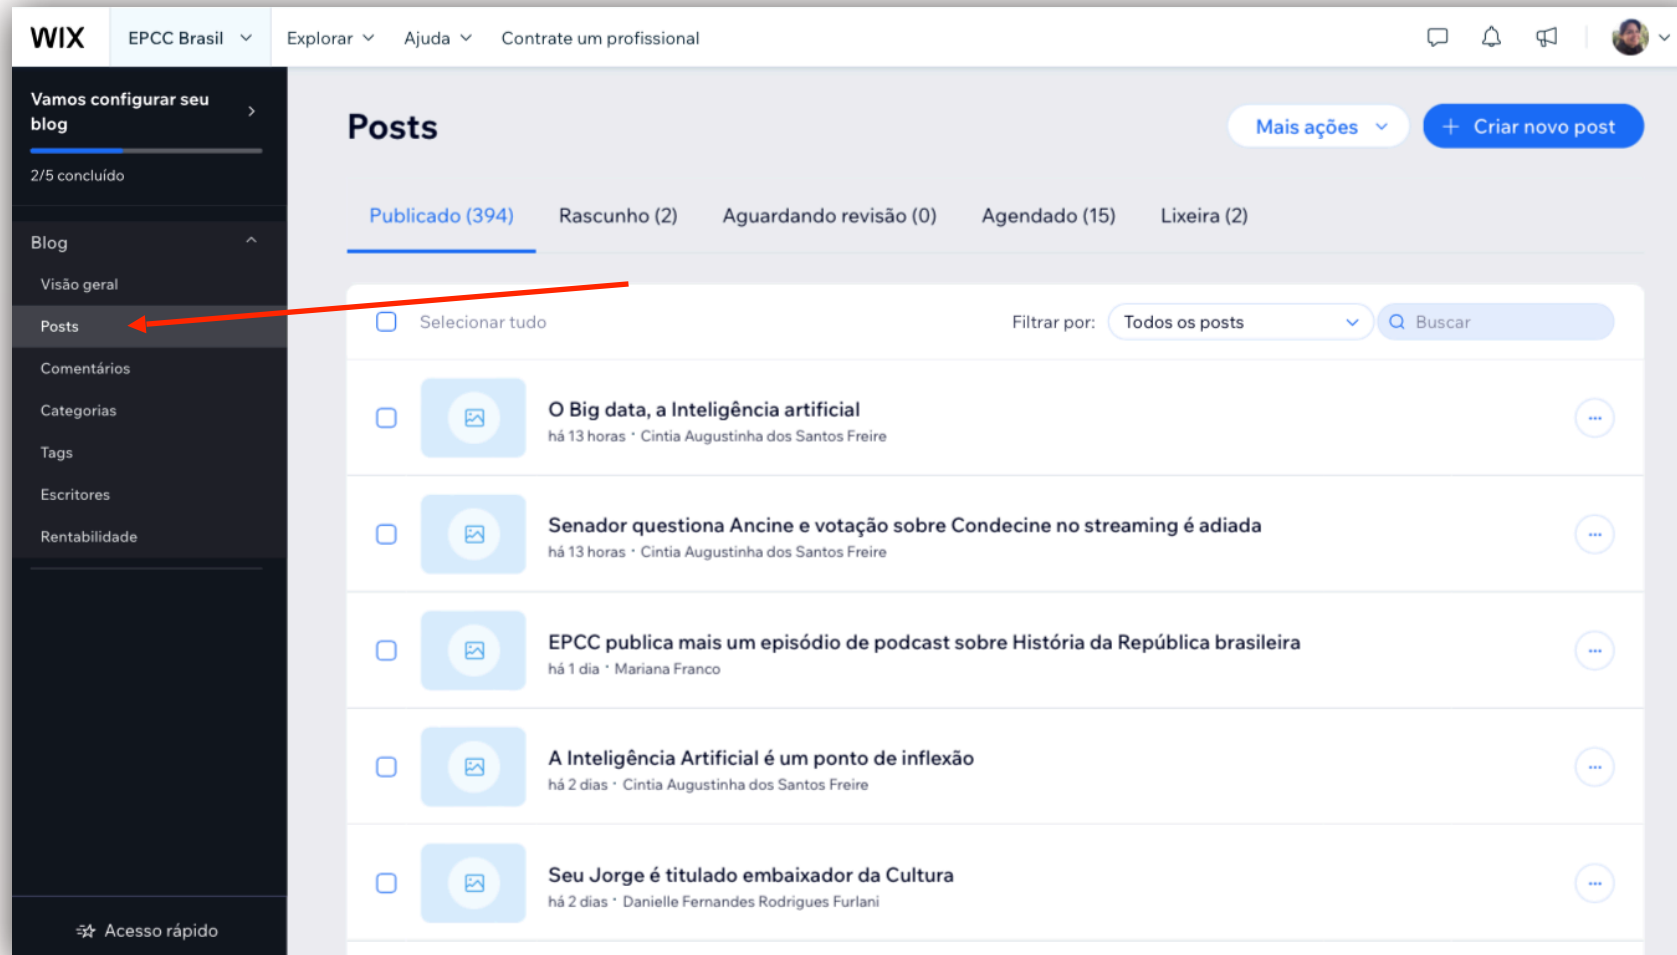 WIX
EPCC Brasil
Explorar
Ajuda
Contrate um profissional
Vamos configurar seu
blog
2/5 concluído
Blog
Visão geral
Posts
Comentários
Categorias
Tags
Escritores
Rentabilidade
Acesso rápido
Posts
Mais ações
+ Criar novo post
Publicado (394)
Rascunho (2)
Aguardando revisão (0)
Agendado (15)
Lixeira (2)
Selecionar tudo
Filtrar por:
Todos os posts
Buscar
O Big data, a Inteligência artificial
há 13 horas · Cintia Augustinha dos Santos Freire
Senador questiona Ancine e votação sobre Condecine no streaming é adiada
há 13 horas · Cintia Augustinha dos Santos Freire
EPCC publica mais um episódio de podcast sobre História da República brasileira
há 1 dia · Mariana Franco
A Inteligência Artificial é um ponto de inflexão
há 2 dias · Cintia Augustinha dos Santos Freire
Seu Jorge é titulado embaixador da Cultura
há 2 dias · Danielle Fernandes Rodrigues Furlani